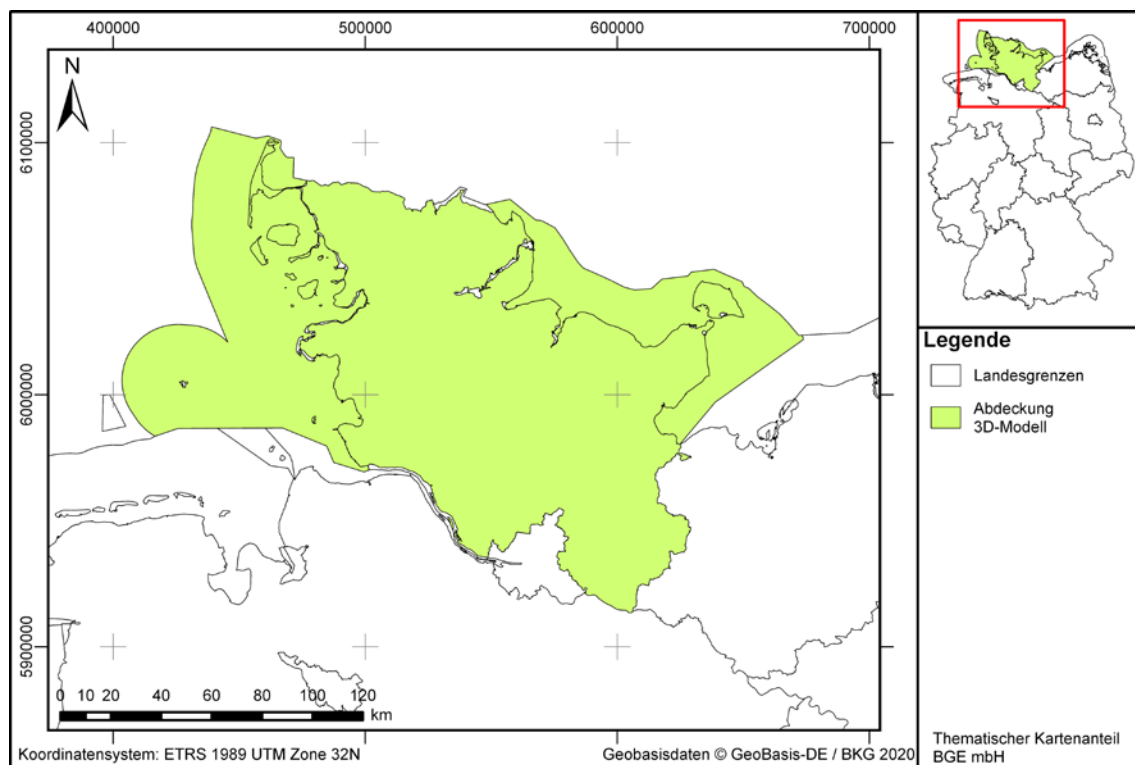 400000 500000 600000 700000
N
6100000
6000000
5900000
0 10 20 40 60 80 100 120
km
Koordinatensystem: ETRS 1989 UTM Zone 32N
Geobasisdaten © GeoBasis-DE / BKG 2020
Legende
Landesgrenzen
Abdeckung
3D-Modell
Thematischer Kartenanteil
BGE mbH